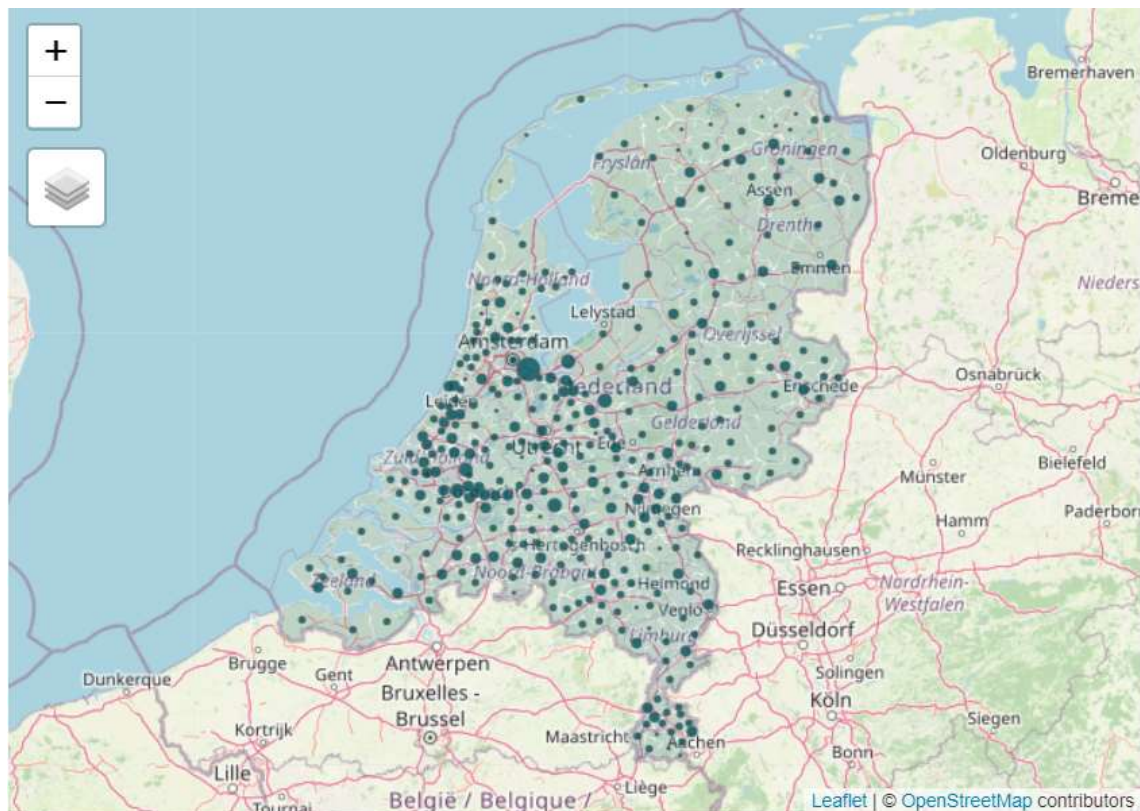 +
−
Bremerhaven
Oldenburg
Breme
Groningen
Fryslân
Assen
Drenthe
Emmen
Nieders
Noord-Holland
Lelystad
Overijssel
Amsterdam
Enschede
Osnabrück
Nederland
Leiden
Gelderland
Utrecht
Ede
Zuid-Holland
Arnhem
Bielefeld
Münster
Nijmegen
Paderborn
Hamm
's-Hertogenbosch
Recklinghausen
Noord-Brabant
Zeeland
Helmond
Essen
Nordrhein-
Westfalen
Venlo
Limburg
Düsseldorf
Brugge
Antwerpen
Solingen
Dunkerque
Gent
Bruxelles -
Brussel
Köln
Siegen
Kortrijk
Maastricht
Aachen
Bonn
Lille
Liège
Tournai
België / Belgique /
Leaflet | © OpenStreetMap contributors